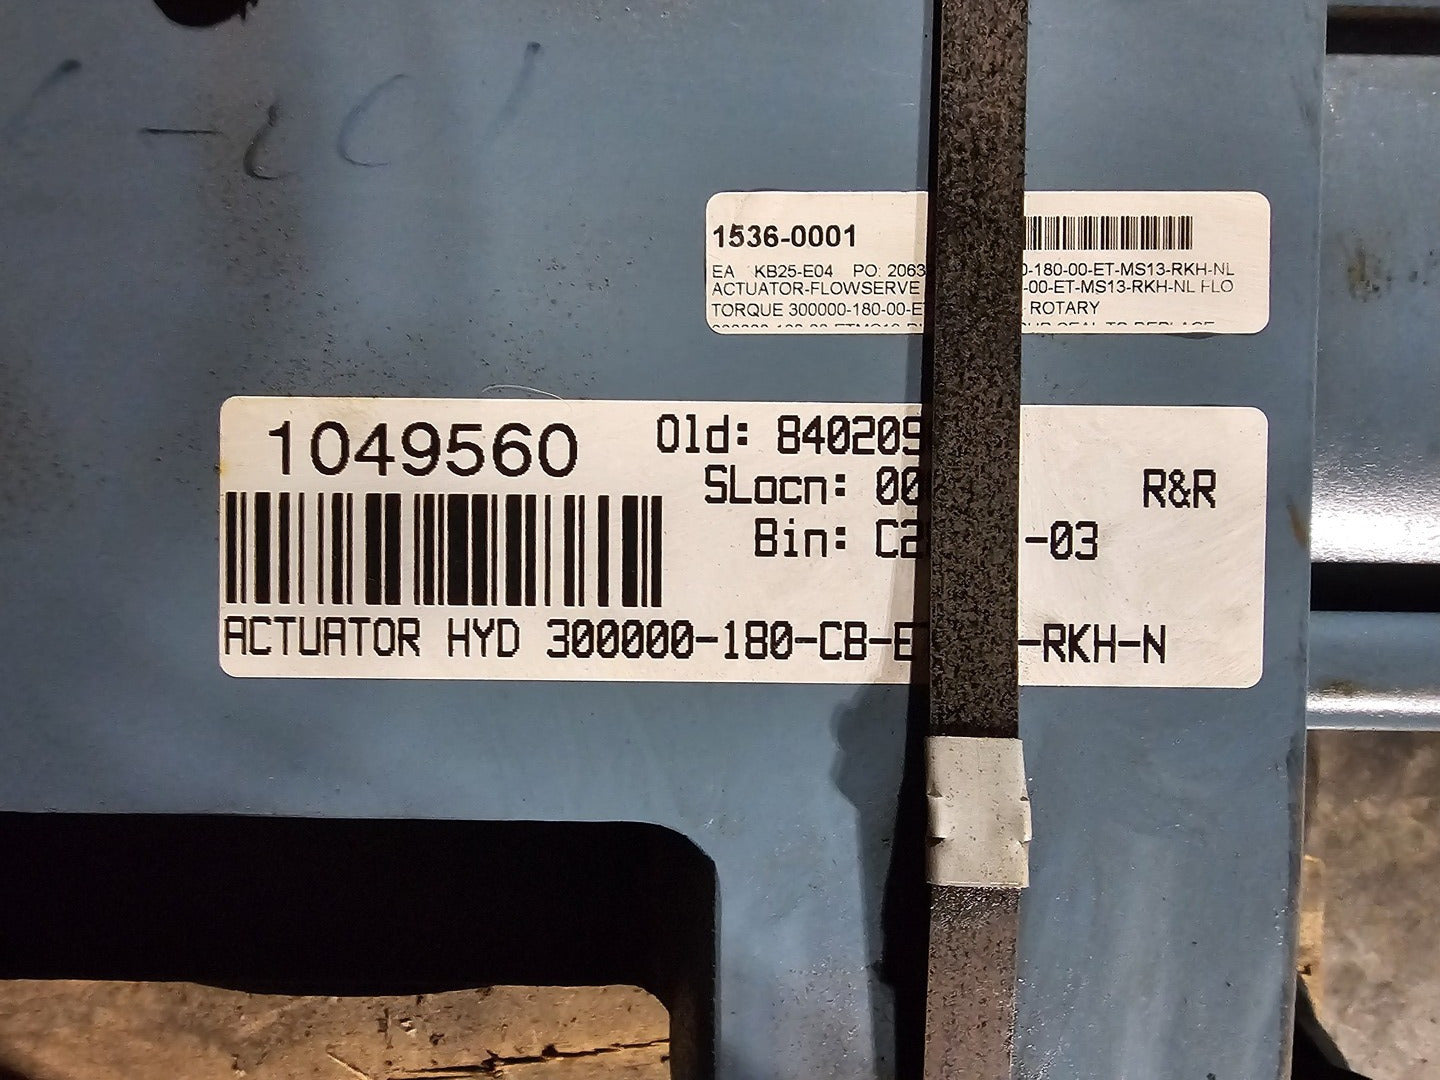 1536-0001
EA KB25-E04 PO: 2063 0-180-00-ET-MS13-RKH-NL
ACTUATOR-FLOWSERVE -00-ET-MS13-RKH-NL FLO
TORQUE 300000-180-00-E ROTARY
1049560
Old: 840209
SLocn: 00 R&R
Bin: C2 -03
ACTUATOR HYD 300000-180-CB-E -RKH-N